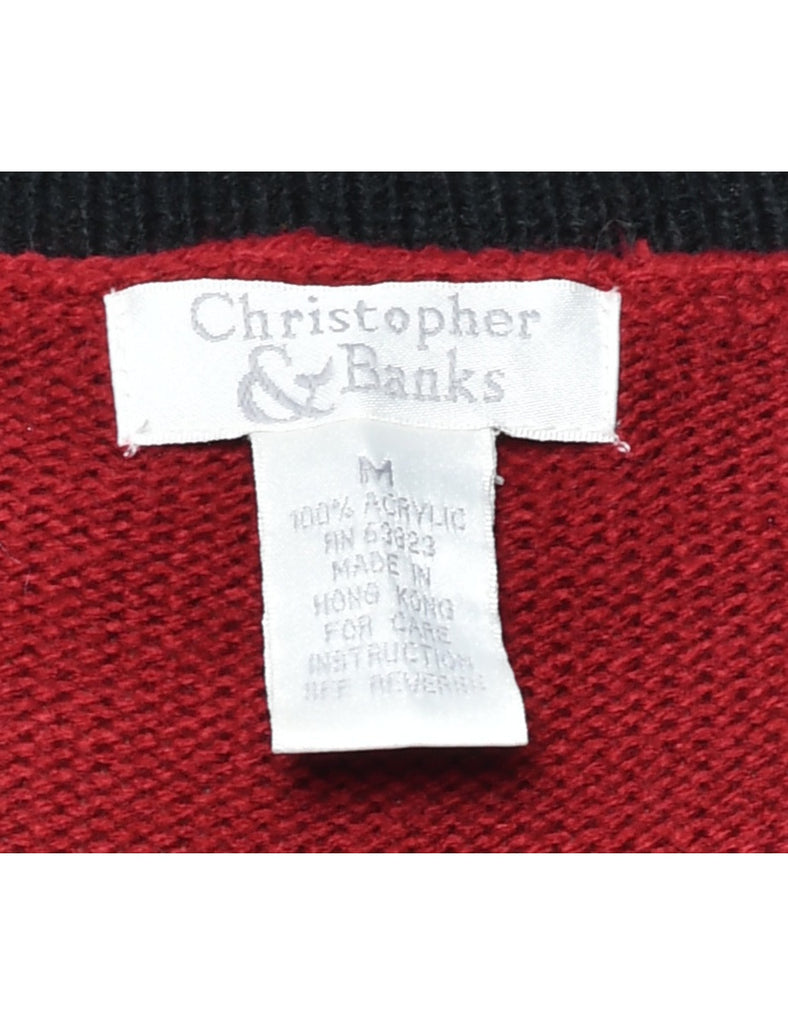 Christopher
& Banks
M
100% ACRYLIC
RN 63823
MADE IN
HONG KONG
FOR CARE
INSTRUCTION
SEE REVERSE